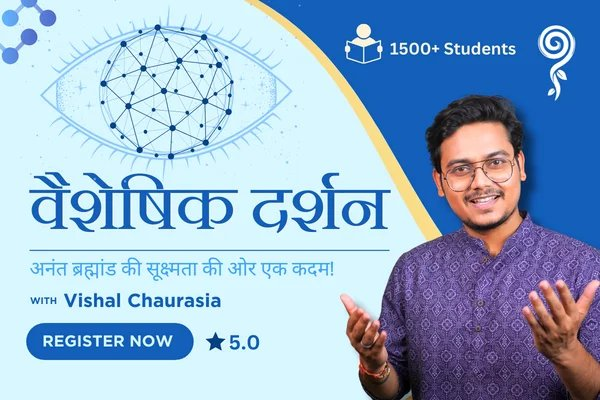 1500+ Students
वैशेषिक दर्शन
अनंत ब्रह्मांड की सूक्ष्मता की ओर एक कदम!
WITH Vishal Chaurasia
REGISTER NOW
5.0